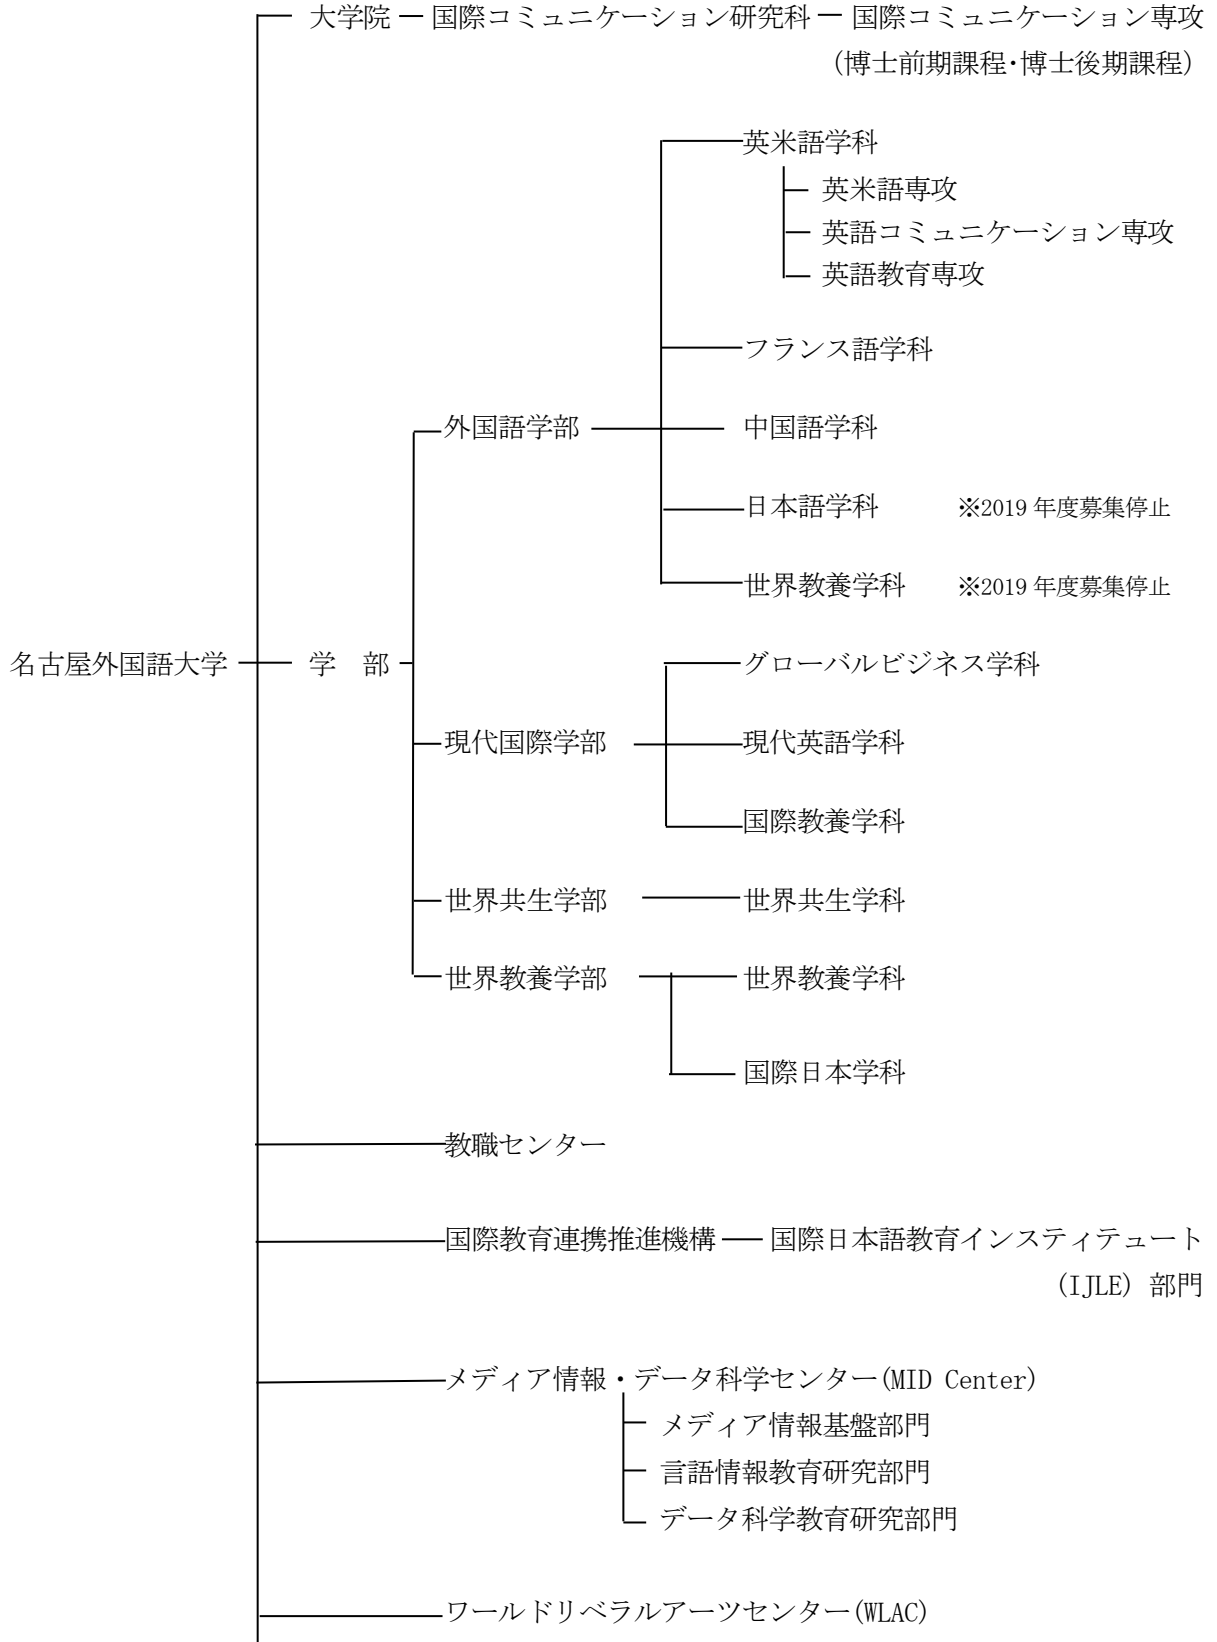 大学院 ― 国際コミュニケーション研究科 ― 国際コミュニケーション専攻
(博士前期課程・博士後期課程)
英米語学科
英米語専攻
英語コミュニケーション専攻
英語教育専攻
フランス語学科
外国語学部 中国語学科
日本語学科 ※2019 年度募集停止
世界教養学科 ※2019 年度募集停止
名古屋外国語大学 学 部 グローバルビジネス学科
現代国際学部 現代英語学科
国際教養学科
世界共生学部 世界共生学科
世界教養学部 世界教養学科
国際日本学科
教職センター
国際教育連携推進機構 ― 国際日本語教育インスティテュート
(IJLE) 部門
メディア情報・データ科学センター(MID Center)
メディア情報基盤部門
言語情報教育研究部門
データ科学教育研究部門
ワールドリベラルアーツセンター(WLAC)